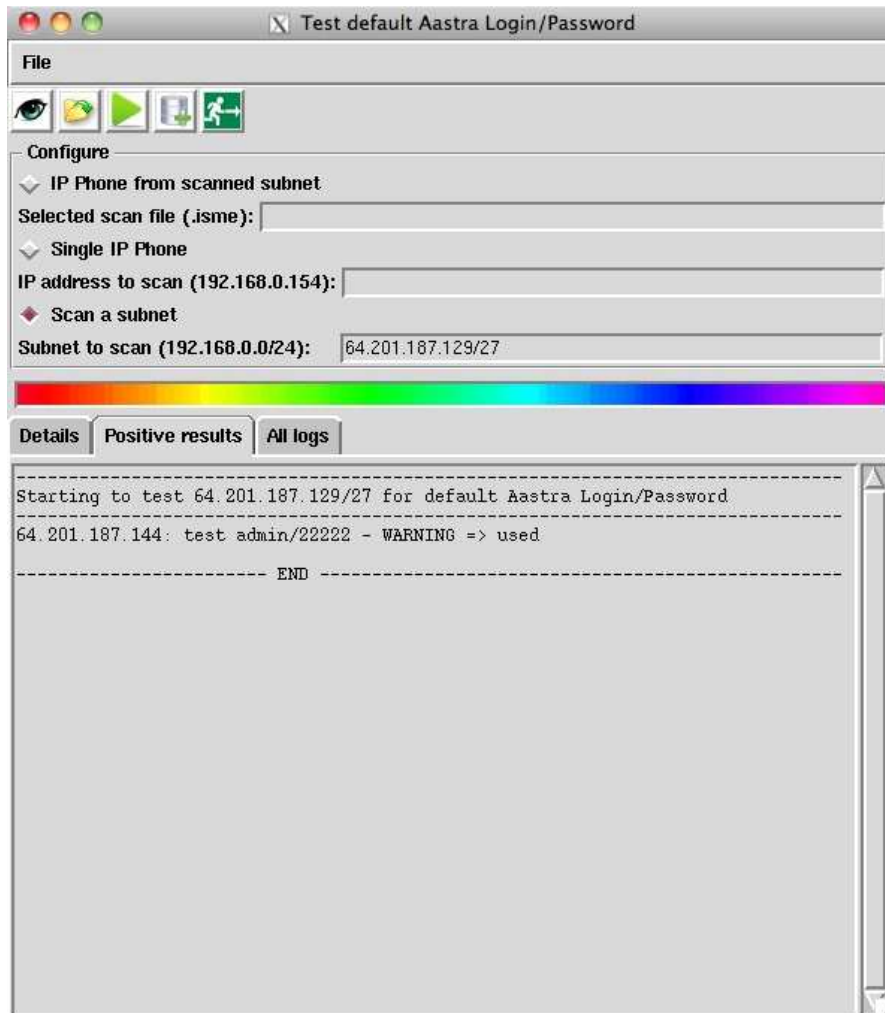 Test default Aastra Login/Password
File
Configure
IP Phone from scanned subnet
Selected scan file (.isme):
Single IP Phone
IP address to scan (192.168.0.154):
Scan a subnet
Subnet to scan (192.168.0.0/24): 64.201.187.129/27
Details Positive results All logs
--------------------------------------------------------------------------------
Starting to test 64.201.187.129/27 for default Aastra Login/Password
--------------------------------------------------------------------------------
64.201.187.144: test admin/22222 - WARNING => used
------------------------ END --------------------------------------------------